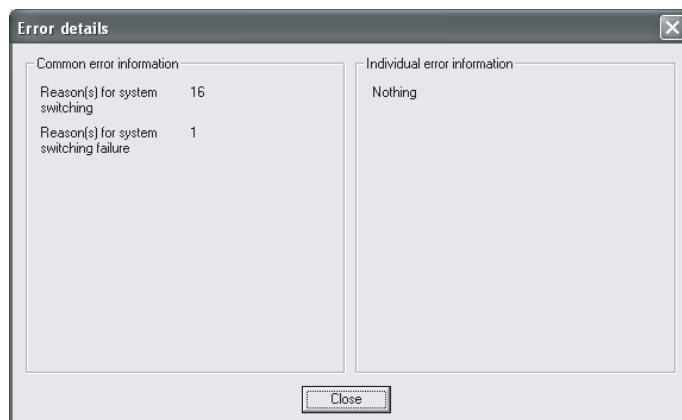 Error details
Common error information
Reason(s) for system switching 16
Reason(s) for system switching failure 1
Individual error information
Nothing
Close